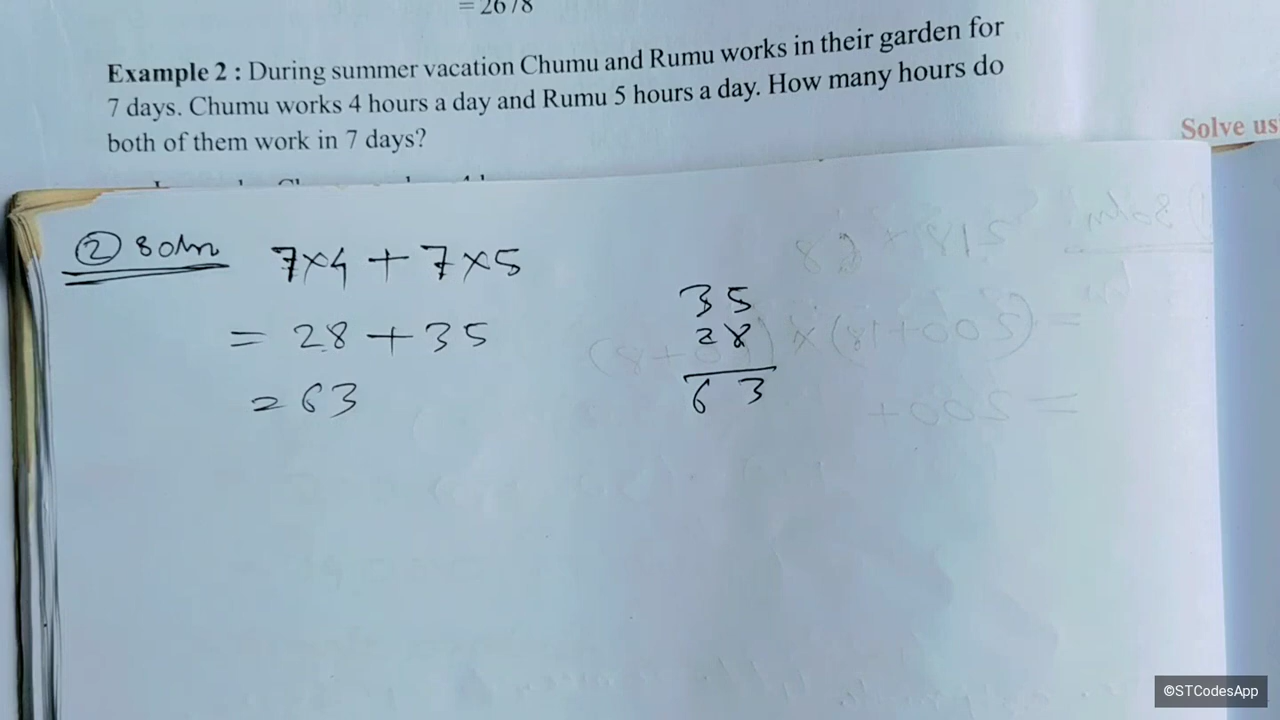 = 2678
Example 2 : During summer vacation Chumu and Rumu works in their garden for
7 days. Chumu works 4 hours a day and Rumu 5 hours a day. How many hours do
both of them work in 7 days?
Solve us
② Soln 7×4 + 7×5
= 28 + 35
= 63
35
28
63
©STCodesApp